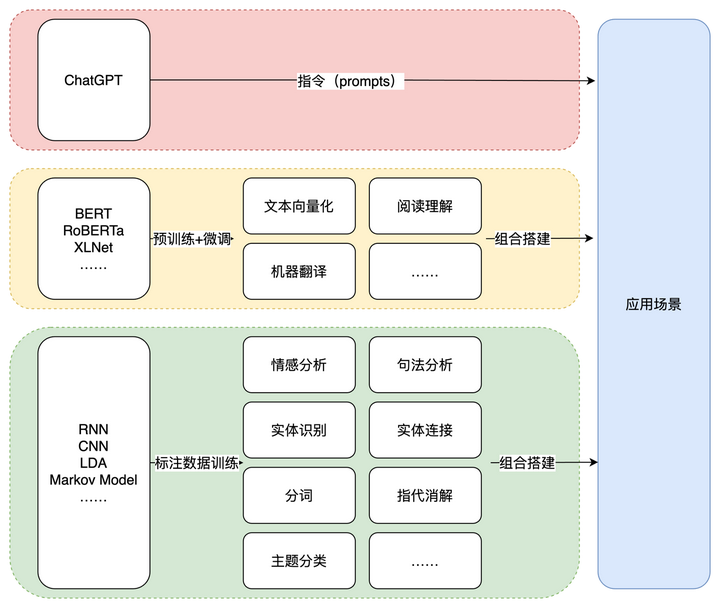 ChatGPT
指令（prompts）
BERT
RoBERTa
XLNet
……
预训练+微调
文本向量化
阅读理解
机器翻译
……
组合搭建
应用场景
RNN
CNN
LDA
Markov Model
……
标注数据训练
情感分析
句法分析
实体识别
实体连接
分词
指代消解
主题分类
……
组合搭建